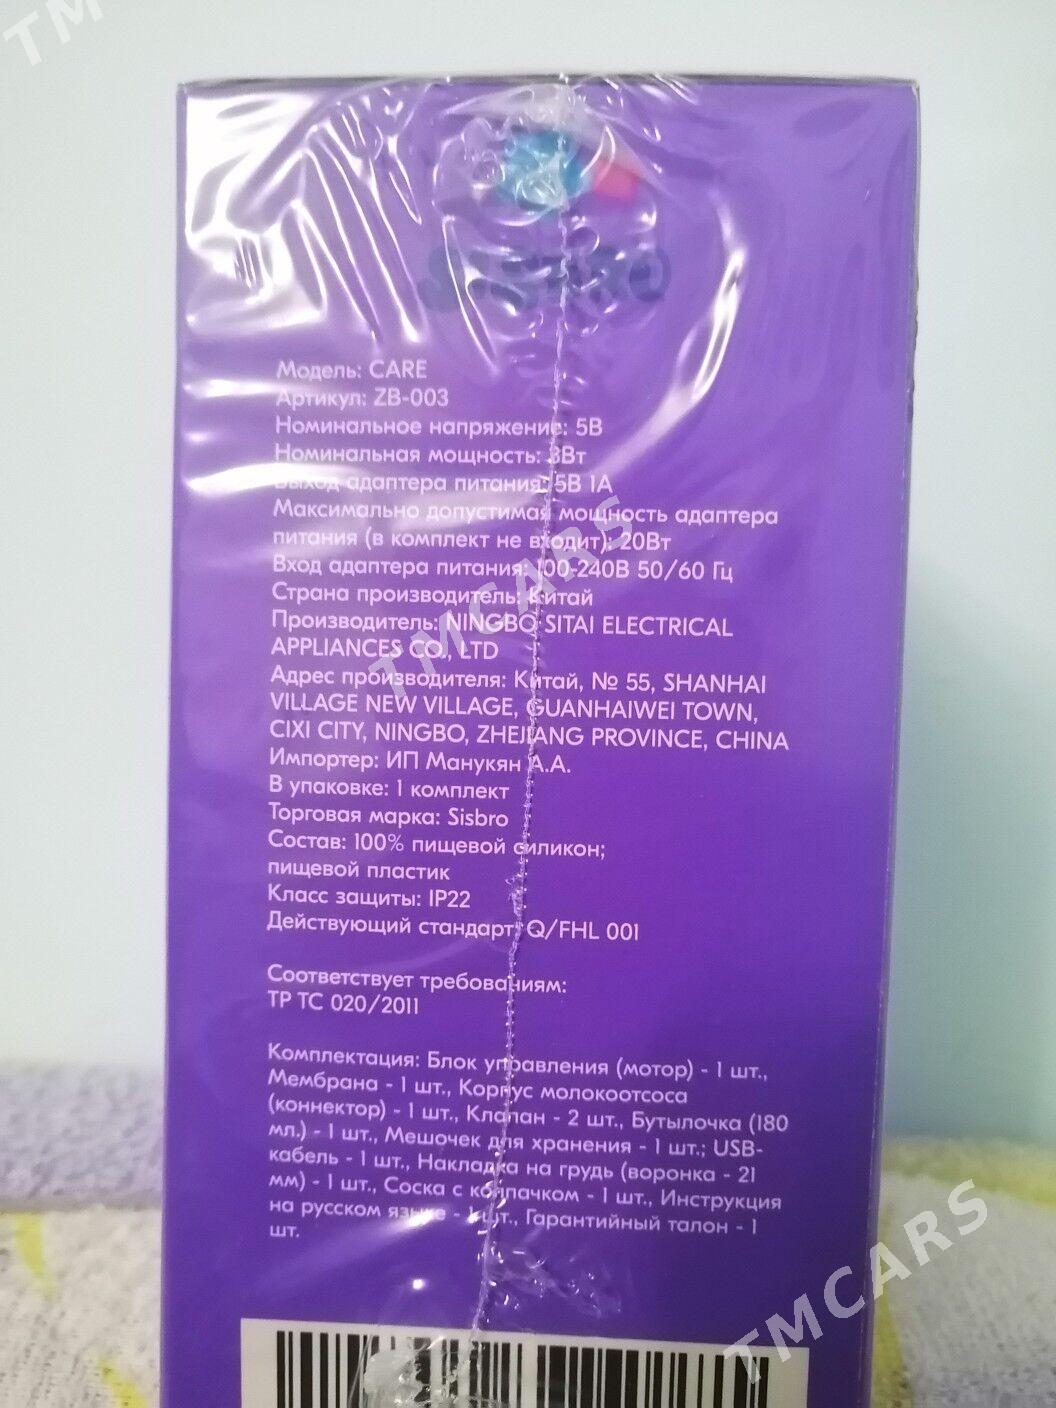 TM
SISBRO
Модель: CARE
Артикул: ZB-003
Номинальное напряжение: 5В
Номинальная мощность: 3Вт
Выход адаптера питания: 5В 1А
Максимально допустимая мощность адаптера
питания (в комплект не входит): 20Вт
Вход адаптера питания: 100-240В 50/60 Гц
Страна производитель: Китай
Производитель: NINGBO SITAI ELECTRICAL
APPLIANCES CO., LTD
Адрес производителя: Китай, № 55, SHANHAI
VILLAGE NEW VILLAGE, GUANHAIWEI TOWN,
CIXI CITY, NINGBO, ZHEJIANG PROVINCE, CHINA
Импортер: ИП Манукян А.А.
В упаковке: 1 комплект
Торговая марка: Sisbro
Состав: 100% пищевой силикон;
пищевой пластик
Класс защиты: IP22
Действующий стандарт: Q/FHL 001
Соответствует требованиям:
ТР ТС 020/2011
Комплектация: Блок управления (мотор) - 1 шт.,
Мембрана - 1 шт., Корпус молокоотсоса
(коннектор) - 1 шт., Клапан - 2 шт., Бутылочка (180
мл.) - 1 шт., Мешочек для хранения - 1 шт.; USB-
кабель - 1 шт., Накладка на грудь (воронка - 21
мм) - 1 шт., Соска с колпачком - 1 шт., Инструкция
на русском языке - 1 шт., Гарантийный талон - 1
шт.
TMCARS
TMCARS